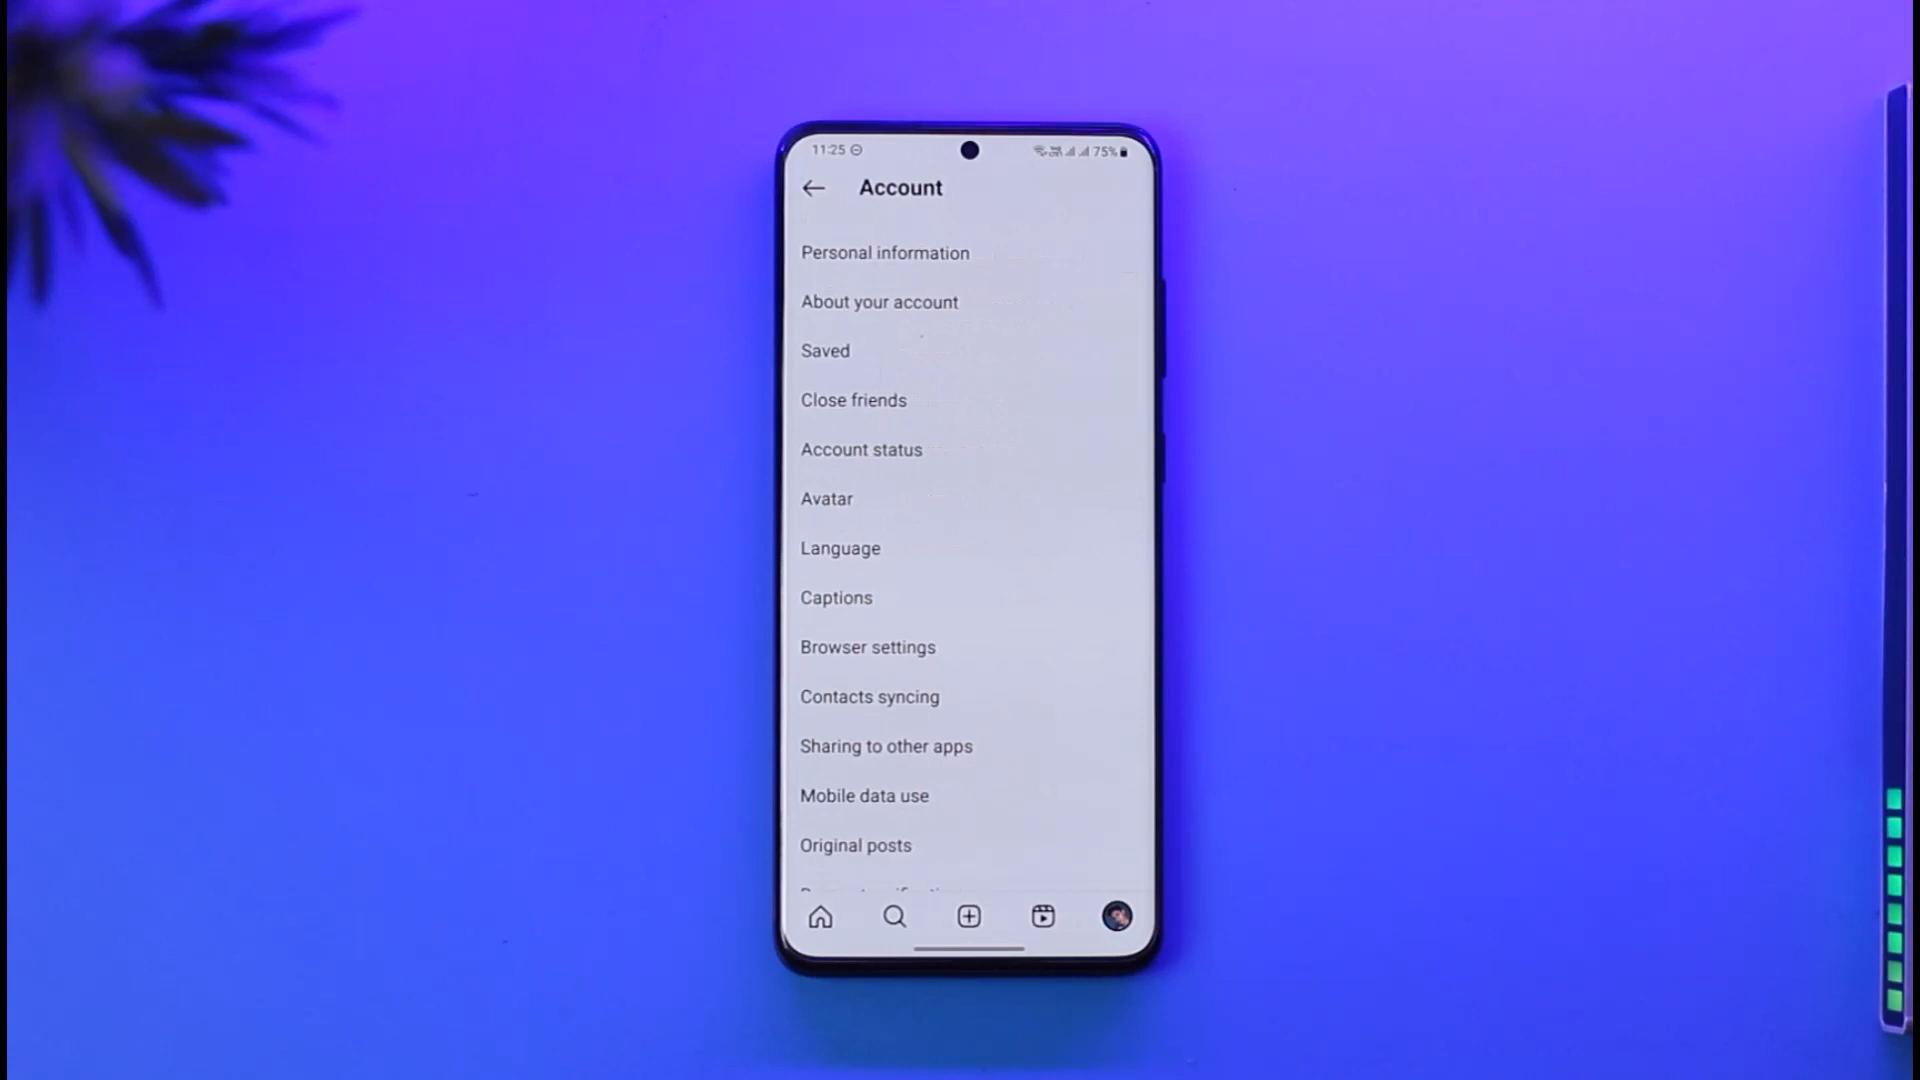 11:25 75%
Account
Personal information
About your account
Saved
Close friends
Account status
Avatar
Language
Captions
Browser settings
Contacts syncing
Sharing to other apps
Mobile data use
Original posts